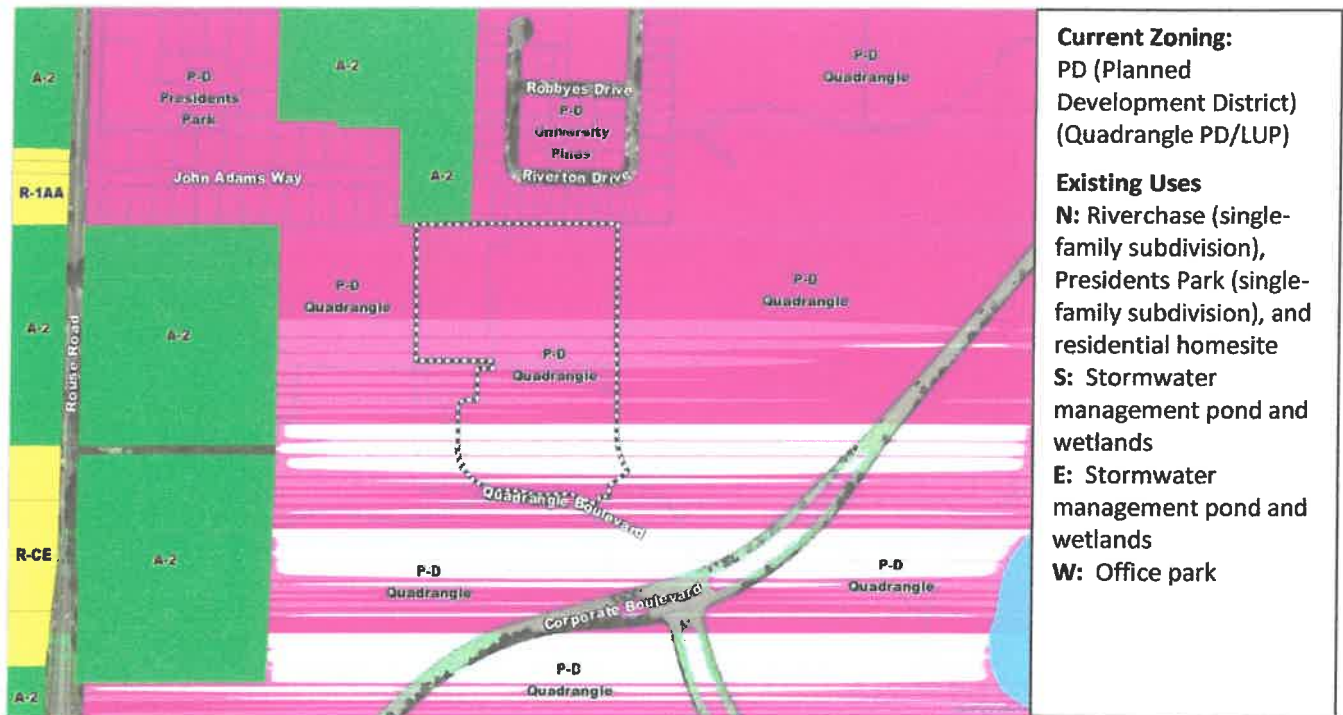 A-2
P-D
Presidents
Park
A-2
Robbyes Drive
P-D
University
Pines
Riverton Drive
P-D
Quadrangle
R-1AA
John Adams Way
A-2
A-2
A-2
Rouse Road
P-D
Quadrangle
P-D
Quadrangle
P-D
Quadrangle
Quadrangle Boulevard
R-CE
A-2
P-D
Quadrangle
P-D
Quadrangle
Corporate Boulevard
P-D
Quadrangle
A-2
Current Zoning:
PD (Planned
Development District)
(Quadrangle PD/LUP)
Existing Uses
N: Riverchase (single-
family subdivision),
Presidents Park (single-
family subdivision), and
residential homesite
S: Stormwater
management pond and
wetlands
E: Stormwater
management pond and
wetlands
W: Office park